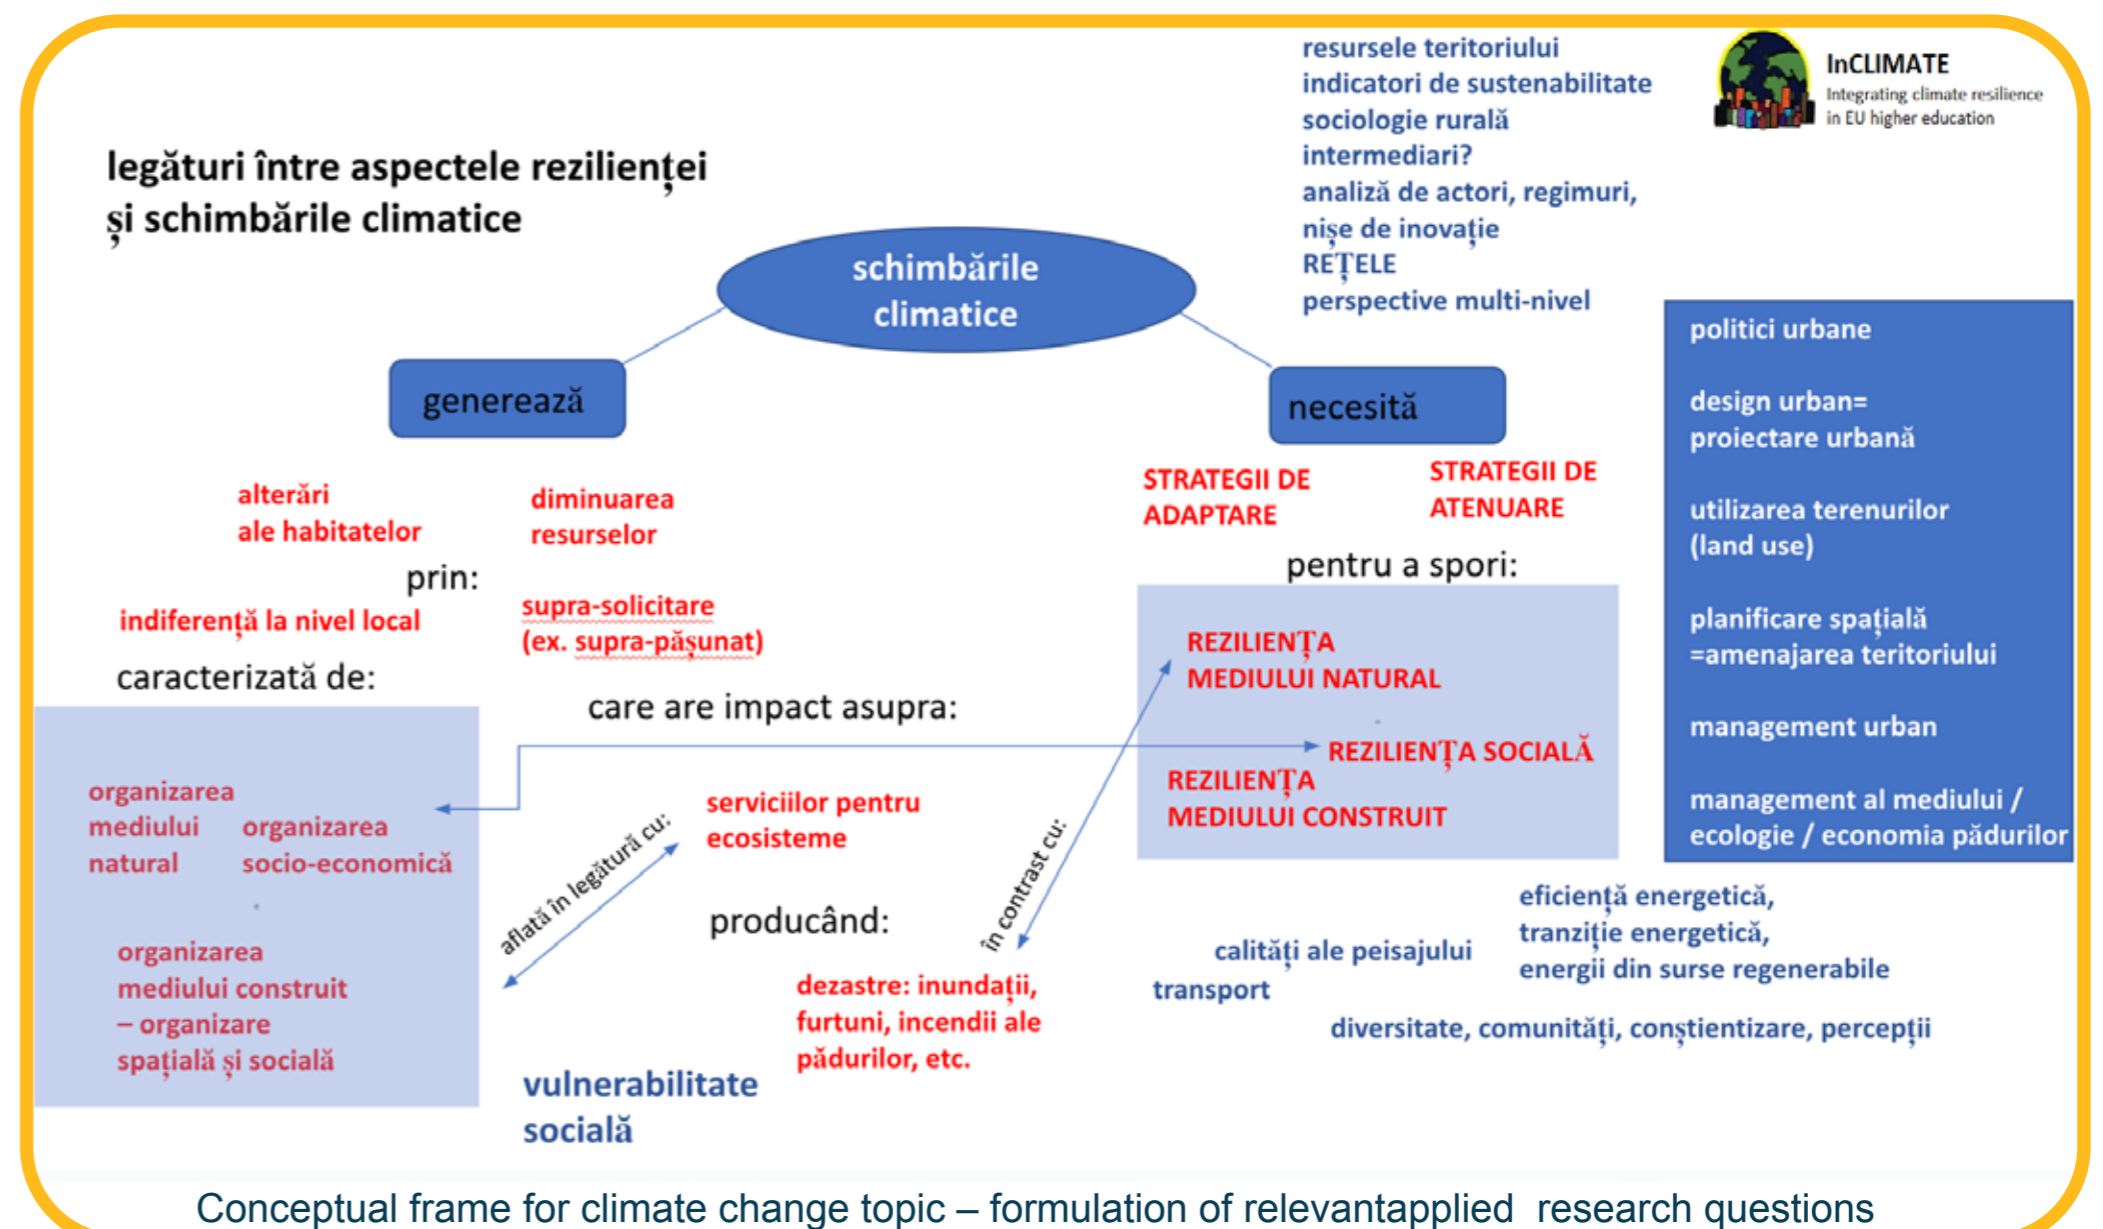 legături între aspectele rezilienței
și schimbările climatice
resursele teritoriului
indicatori de sustenabilitate
sociologie rurală
intermediari?
analiză de actori, regimuri,
nișe de inovație
REȚELE
perspective multi-nivel
InCLIMATE
Integrating climate resilience
in EU higher education
schimbările
climatice
generează
alterări
ale habitatelor
diminuarea
resurselor
prin:
indiferență la nivel local
supra-solicitare
(ex. supra-pășunat)
caracterizată de:
care are impact asupra:
organizarea
mediului
natural
organizarea
socio-economică
organizarea
mediului construit
– organizare
spațială și socială
aflată în legătură cu:
serviciilor pentru
ecosisteme
producând:
dezastre: inundații,
furtuni, incendii ale
pădurilor, etc.
vulnerabilitate
socială
în contrast cu:
necesită
STRATEGII DE
ADAPTARE
STRATEGII DE
ATENUARE
pentru a spori:
REZILIENȚA
MEDIULUI NATURAL
REZILIENȚA SOCIALĂ
REZILIENȚA
MEDIULUI CONSTRUIT
politici urbane
design urban=
proiectare urbană
utilizarea terenurilor
(land use)
planificare spațială
=amenajarea teritoriului
management urban
management al mediului /
ecologie / economia pădurilor
calități ale peisajului
transport
eficiență energetică,
tranziție energetică,
energii din surse regenerabile
diversitate, comunități, conștientizare, percepții
Conceptual frame for climate change topic – formulation of relevantapplied  research questions